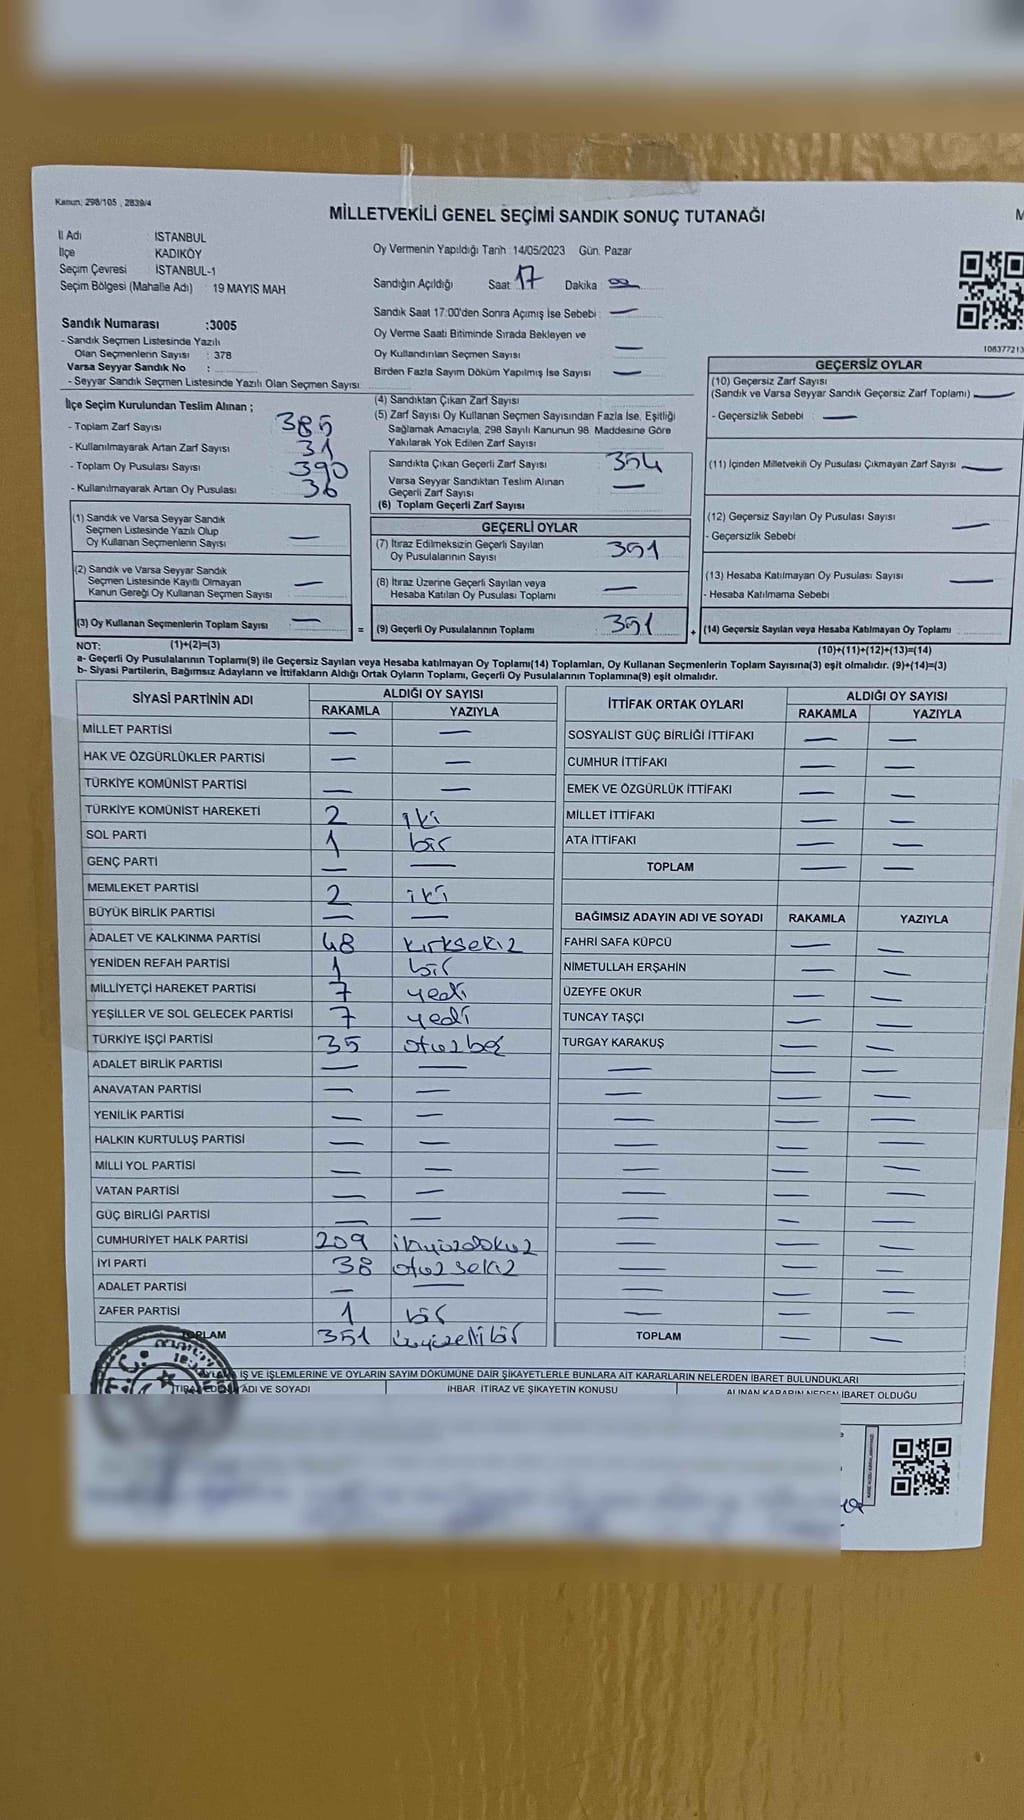 Kanun: 298/105 , 2839/4
MİLLETVEKİLİ GENEL SEÇİMİ SANDIK SONUÇ TUTANAĞI
M
İl Adı İSTANBUL
İlçe KADIKÖY
Seçim Çevresi İSTANBUL-1
Seçim Bölgesi (Mahalle Adı) 19 MAYIS MAH
Oy Vermenin Yapıldığı Tarih :14/05/2023 Gün: Pazar
Sandığın Açıldığı Saat 17 Dakika 00
Sandık Saat 17:00'den Sonra Açımış İse Sebebi : —
Oy Verme Saati Bitiminde Sırada Bekleyen ve
Oy Kullandırılan Seçmen Sayısı —
Birden Fazla Sayım Döküm Yapılmış İse Sayısı —
Sandık Numarası :3005
- Sandık Seçmen Listesinde Yazılı
Olan Seçmenlerin Sayısı : 378
Varsa Seyyar Sandık No :
- Seyyar Sandık Seçmen Listesinde Yazılı Olan Seçmen Sayısı
İlçe Seçim Kurulundan Teslim Alınan ;
- Toplam Zarf Sayısı 385
- Kullanılmayarak Artan Zarf Sayısı 31
- Toplam Oy Pusulası Sayısı 390
- Kullanılmayarak Artan Oy Pusulası 36
(1) Sandık ve Varsa Seyyar Sandık
Seçmen Listesinde Yazılı Olup
Oy Kullanan Seçmenlerin Sayısı —
(2) Sandık ve Varsa Seyyar Sandık
Seçmen Listesinde Kayıtlı Olmayan
Kanun Gereği Oy Kullanan Seçmen Sayısı —
(3) Oy Kullanan Seçmenlerin Toplam Sayısı —
(1)+(2)=(3)
(4) Sandıktan Çıkan Zarf Sayısı
(5) Zarf Sayısı Oy Kullanan Seçmen Sayısından Fazla İse, Eşitliği
Sağlamak Amacıyla, 298 Sayılı Kanunun 98. Maddesine Göre
Yakılarak Yok Edilen Zarf Sayısı
Sandıkta Çıkan Geçerli Zarf Sayısı 354
Varsa Seyyar Sandıktan Teslim Alınan
Geçerli Zarf Sayısı —
(6) Toplam Geçerli Zarf Sayısı
GEÇERLİ OYLAR
(7) İtiraz Edilmeksizin Geçerli Sayılan
Oy Pusulalarının Sayısı 351
(8) İtiraz Üzerine Geçerli Sayılan veya
Hesaba Katılan Oy Pusulası Toplamı —
= (9) Geçerli Oy Pusulalarının Toplamı 351 +
GEÇERSİZ OYLAR
(10) Geçersiz Zarf Sayısı
(Sandık ve Varsa Seyyar Sandık Geçersiz Zarf Toplamı) —
- Geçersizlik Sebebi —
(11) İçinden Milletvekili Oy Pusulası Çıkmayan Zarf Sayısı —
(12) Geçersiz Sayılan Oy Pusulası Sayısı —
- Geçersizlik Sebebi
(13) Hesaba Katılmayan Oy Pusulası Sayısı —
- Hesaba Katılmama Sebebi
(14) Geçersiz Sayılan veya Hesaba Katılmayan Oy Toplamı
(10)+(11)+(12)+(13)=(14)
NOT:
a- Geçerli Oy Pusulalarının Toplamı(9) ile Geçersiz Sayılan veya Hesaba katılmayan Oy Toplamı(14) Toplamları, Oy Kullanan Seçmenlerin Toplam Sayısına(3) eşit olmalıdır. (9)+(14)=(3)
b- Siyasi Partilerin, Bağımsız Adayların ve İttifakların Aldığı Ortak Oyların Toplamı, Geçerli Oy Pusulalarının Toplamına(9) eşit olmalıdır.
SİYASİ PARTİNİN ADI ALDIĞI OY SAYISI
RAKAMLA YAZIYLA
MİLLET PARTİSİ — —
HAK VE ÖZGÜRLÜKLER PARTİSİ — —
TÜRKİYE KOMÜNİST PARTİSİ — —
TÜRKİYE KOMÜNİST HAREKETİ 2 iki
SOL PARTİ 1 bir
GENÇ PARTİ — —
MEMLEKET PARTİSİ 2 iki
BÜYÜK BİRLİK PARTİSİ — —
ADALET VE KALKINMA PARTİSİ 48 kırksekiz
YENİDEN REFAH PARTİSİ 1 bir
MİLLİYETÇİ HAREKET PARTİSİ 7 yedi
YEŞİLLER VE SOL GELECEK PARTİSİ 7 yedi
TÜRKİYE İŞÇİ PARTİSİ 35 otuzbeş
ADALET BİRLİK PARTİSİ — —
ANAVATAN PARTİSİ — —
YENİLİK PARTİSİ — —
HALKIN KURTULUŞ PARTİSİ — —
MİLLİ YOL PARTİSİ — —
VATAN PARTİSİ — —
GÜÇ BİRLİĞİ PARTİSİ — —
CUMHURİYET HALK PARTİSİ 209 ikiyüzdokuz
İYİ PARTİ 38 otuzsekiz
ADALET PARTİSİ — —
ZAFER PARTİSİ 1 bir
TOPLAM 351 üçyüzellibir
İTTİFAK ORTAK OYLARI ALDIĞI OY SAYISI
RAKAMLA YAZIYLA
SOSYALİST GÜÇ BİRLİĞİ İTTİFAKI — —
CUMHUR İTTİFAKI — —
EMEK VE ÖZGÜRLÜK İTTİFAKI — —
MİLLET İTTİFAKI — —
ATA İTTİFAKI — —
TOPLAM — —
BAĞIMSIZ ADAYIN ADI VE SOYADI RAKAMLA YAZIYLA
FAHRİ SAFA KÜPCÜ — —
NİMETULLAH ERŞAHİN — —
ÜZEYFE OKUR — —
TUNCAY TAŞÇI — —
TURGAY KARAKUŞ — —
TOPLAM — —
T.C.
İŞ VE İŞLEMLERİNE VE OYLARIN SAYIM DÖKÜMÜNE DAİR ŞİKAYETLERLE BUNLARA AİT KARARLARIN NELERDEN İBARET BULUNDUKLARI
ADI VE SOYADI İHBAR İTİRAZ VE ŞİKAYETİN KONUSU ALINAN KARARIN NEDEN İBARET OLDUĞU